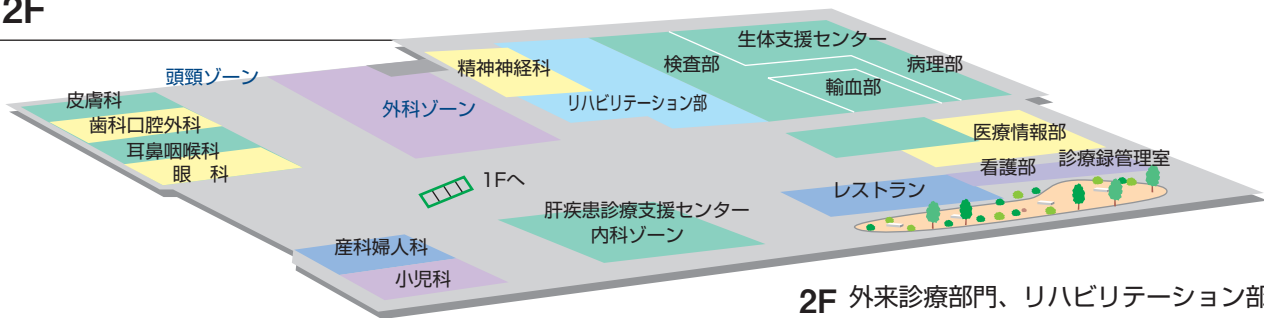 2F
頭頸ゾーン
皮膚科
歯科口腔外科
耳鼻咽喉科
眼 科
外科ゾーン
精神神経科
リハビリテーション部
検査部
生体支援センター
輸血部
病理部
医療情報部
看護部
診療録管理室
レストラン
1Fへ
肝疾患診療支援センター
内科ゾーン
産科婦人科
小児科
2F 外来診療部門、リハビリテーション部